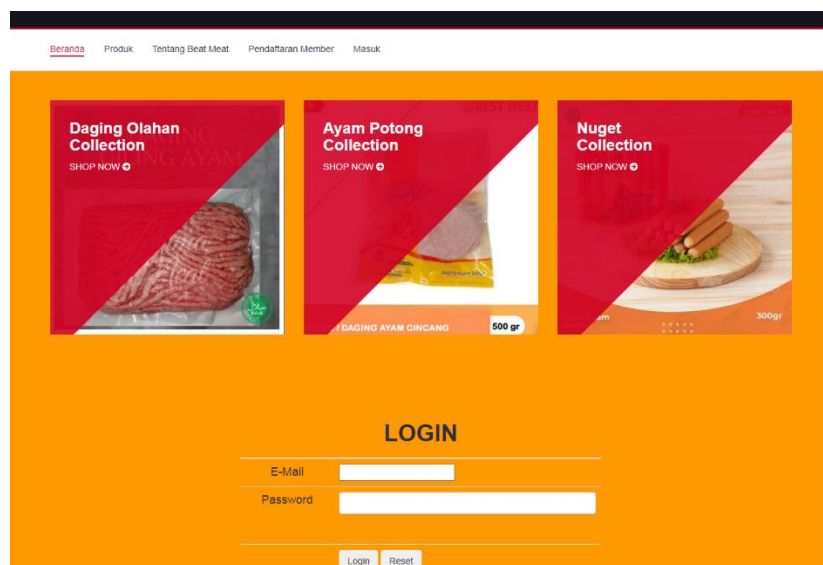 Beranda Produk Tentang Beat Meat Pendaftaran Member Masuk
Daging Olahan
Collection
SHOP NOW
Ayam Potong
Collection
SHOP NOW
DAGING AYAM CINCANG 500 gr
Nuget
Collection
SHOP NOW
300gr
LOGIN
E-Mail
Password
Login Reset